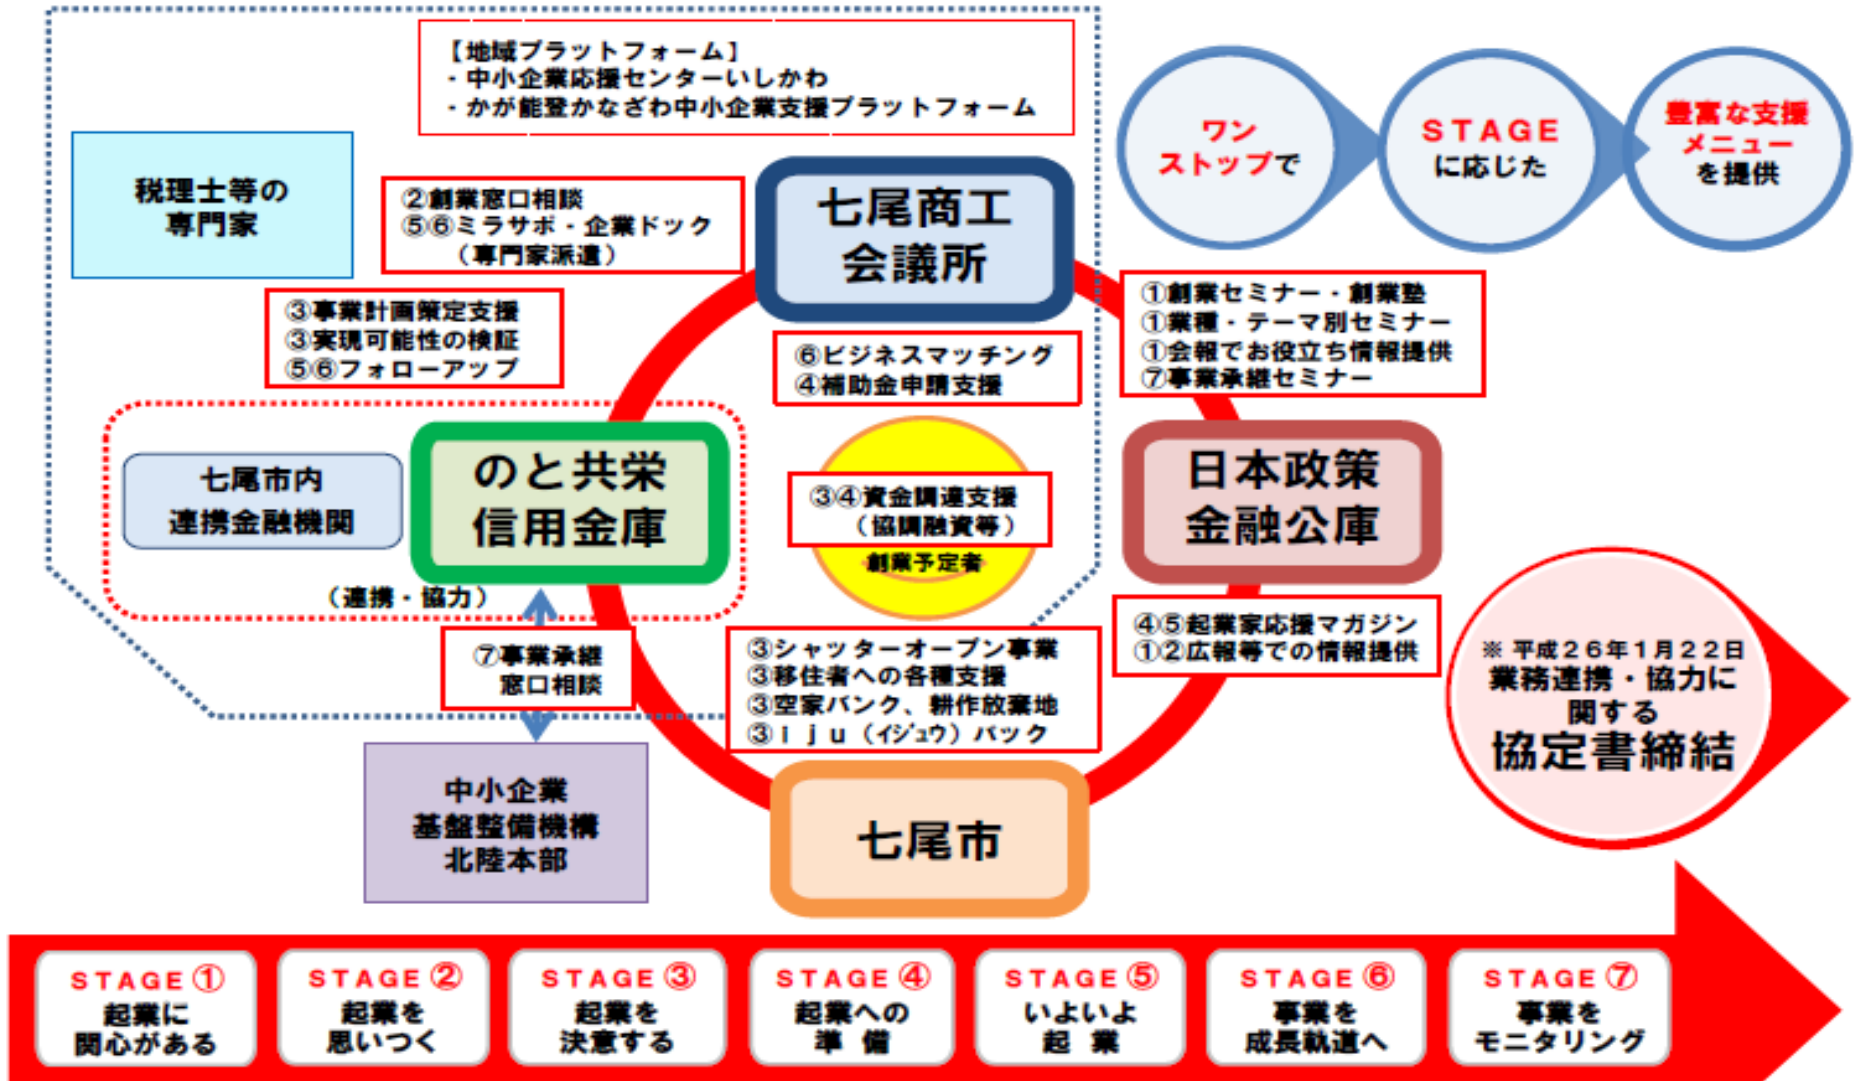 【地域プラットフォーム】
- 中小企業応援センターいしかわ
- かが能登かなざわ中小企業支援プラットフォーム
ワン
ストップで
STAGE
に応じた
豊富な支援
メニュー
を提供
税理士等の
専門家
②創業窓口相談
⑤⑥ミラサポ・企業ドック
（専門家派遣）
七尾商工
会議所
③事業計画策定支援
③実現可能性の検証
⑤⑥フォローアップ
⑥ビジネスマッチング
④補助金申請支援
①創業セミナー・創業塾
①業種・テーマ別セミナー
①会報でお役立ち情報提供
⑦事業承継セミナー
七尾市内
連携金融機関
のと共栄
信用金庫
（連携・協力）
③④資金調達支援
（協調融資等）
創業予定者
日本政策
金融公庫
⑦事業承継
窓口相談
③シャッターオープン事業
③移住者への各種支援
③空家バンク、耕作放棄地
③ｉｊｕ（イジュウ）パック
④⑤起業家応援マガジン
①②広報等での情報提供
※ 平成２６年１月２２日
業務連携・協力に
関する
協定書締結
中小企業
基盤整備機構
北陸本部
七尾市
STAGE ①
起業に
関心がある
STAGE ②
起業を
思いつく
STAGE ③
起業を
決意する
STAGE ④
起業への
準 備
STAGE ⑤
いよいよ
起 業
STAGE ⑥
事業を
成長軌道へ
STAGE ⑦
事業を
モニタリング